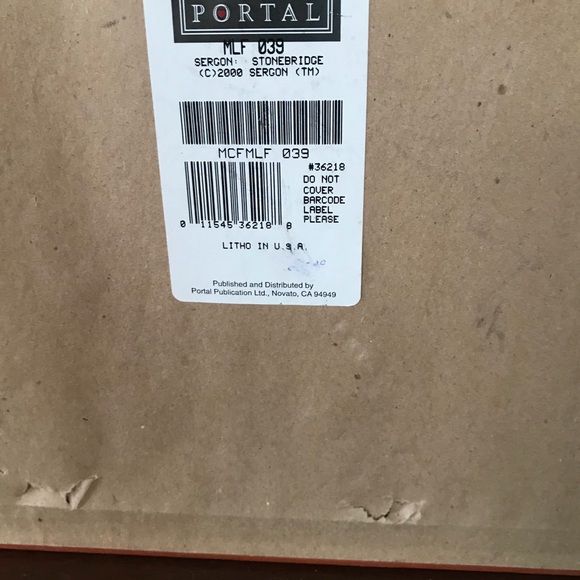 PORTAL
MLF 039
SERGON: STONEBRIDGE
(C)2000 SERGON (TM)
MCFMLF 039
#36218
DO NOT
COVER
BARCODE
LABEL
PLEASE
0 11545 36218 8
LITHO IN U.S.A.
Published and Distributed by
Portal Publication Ltd., Novato, CA 94949